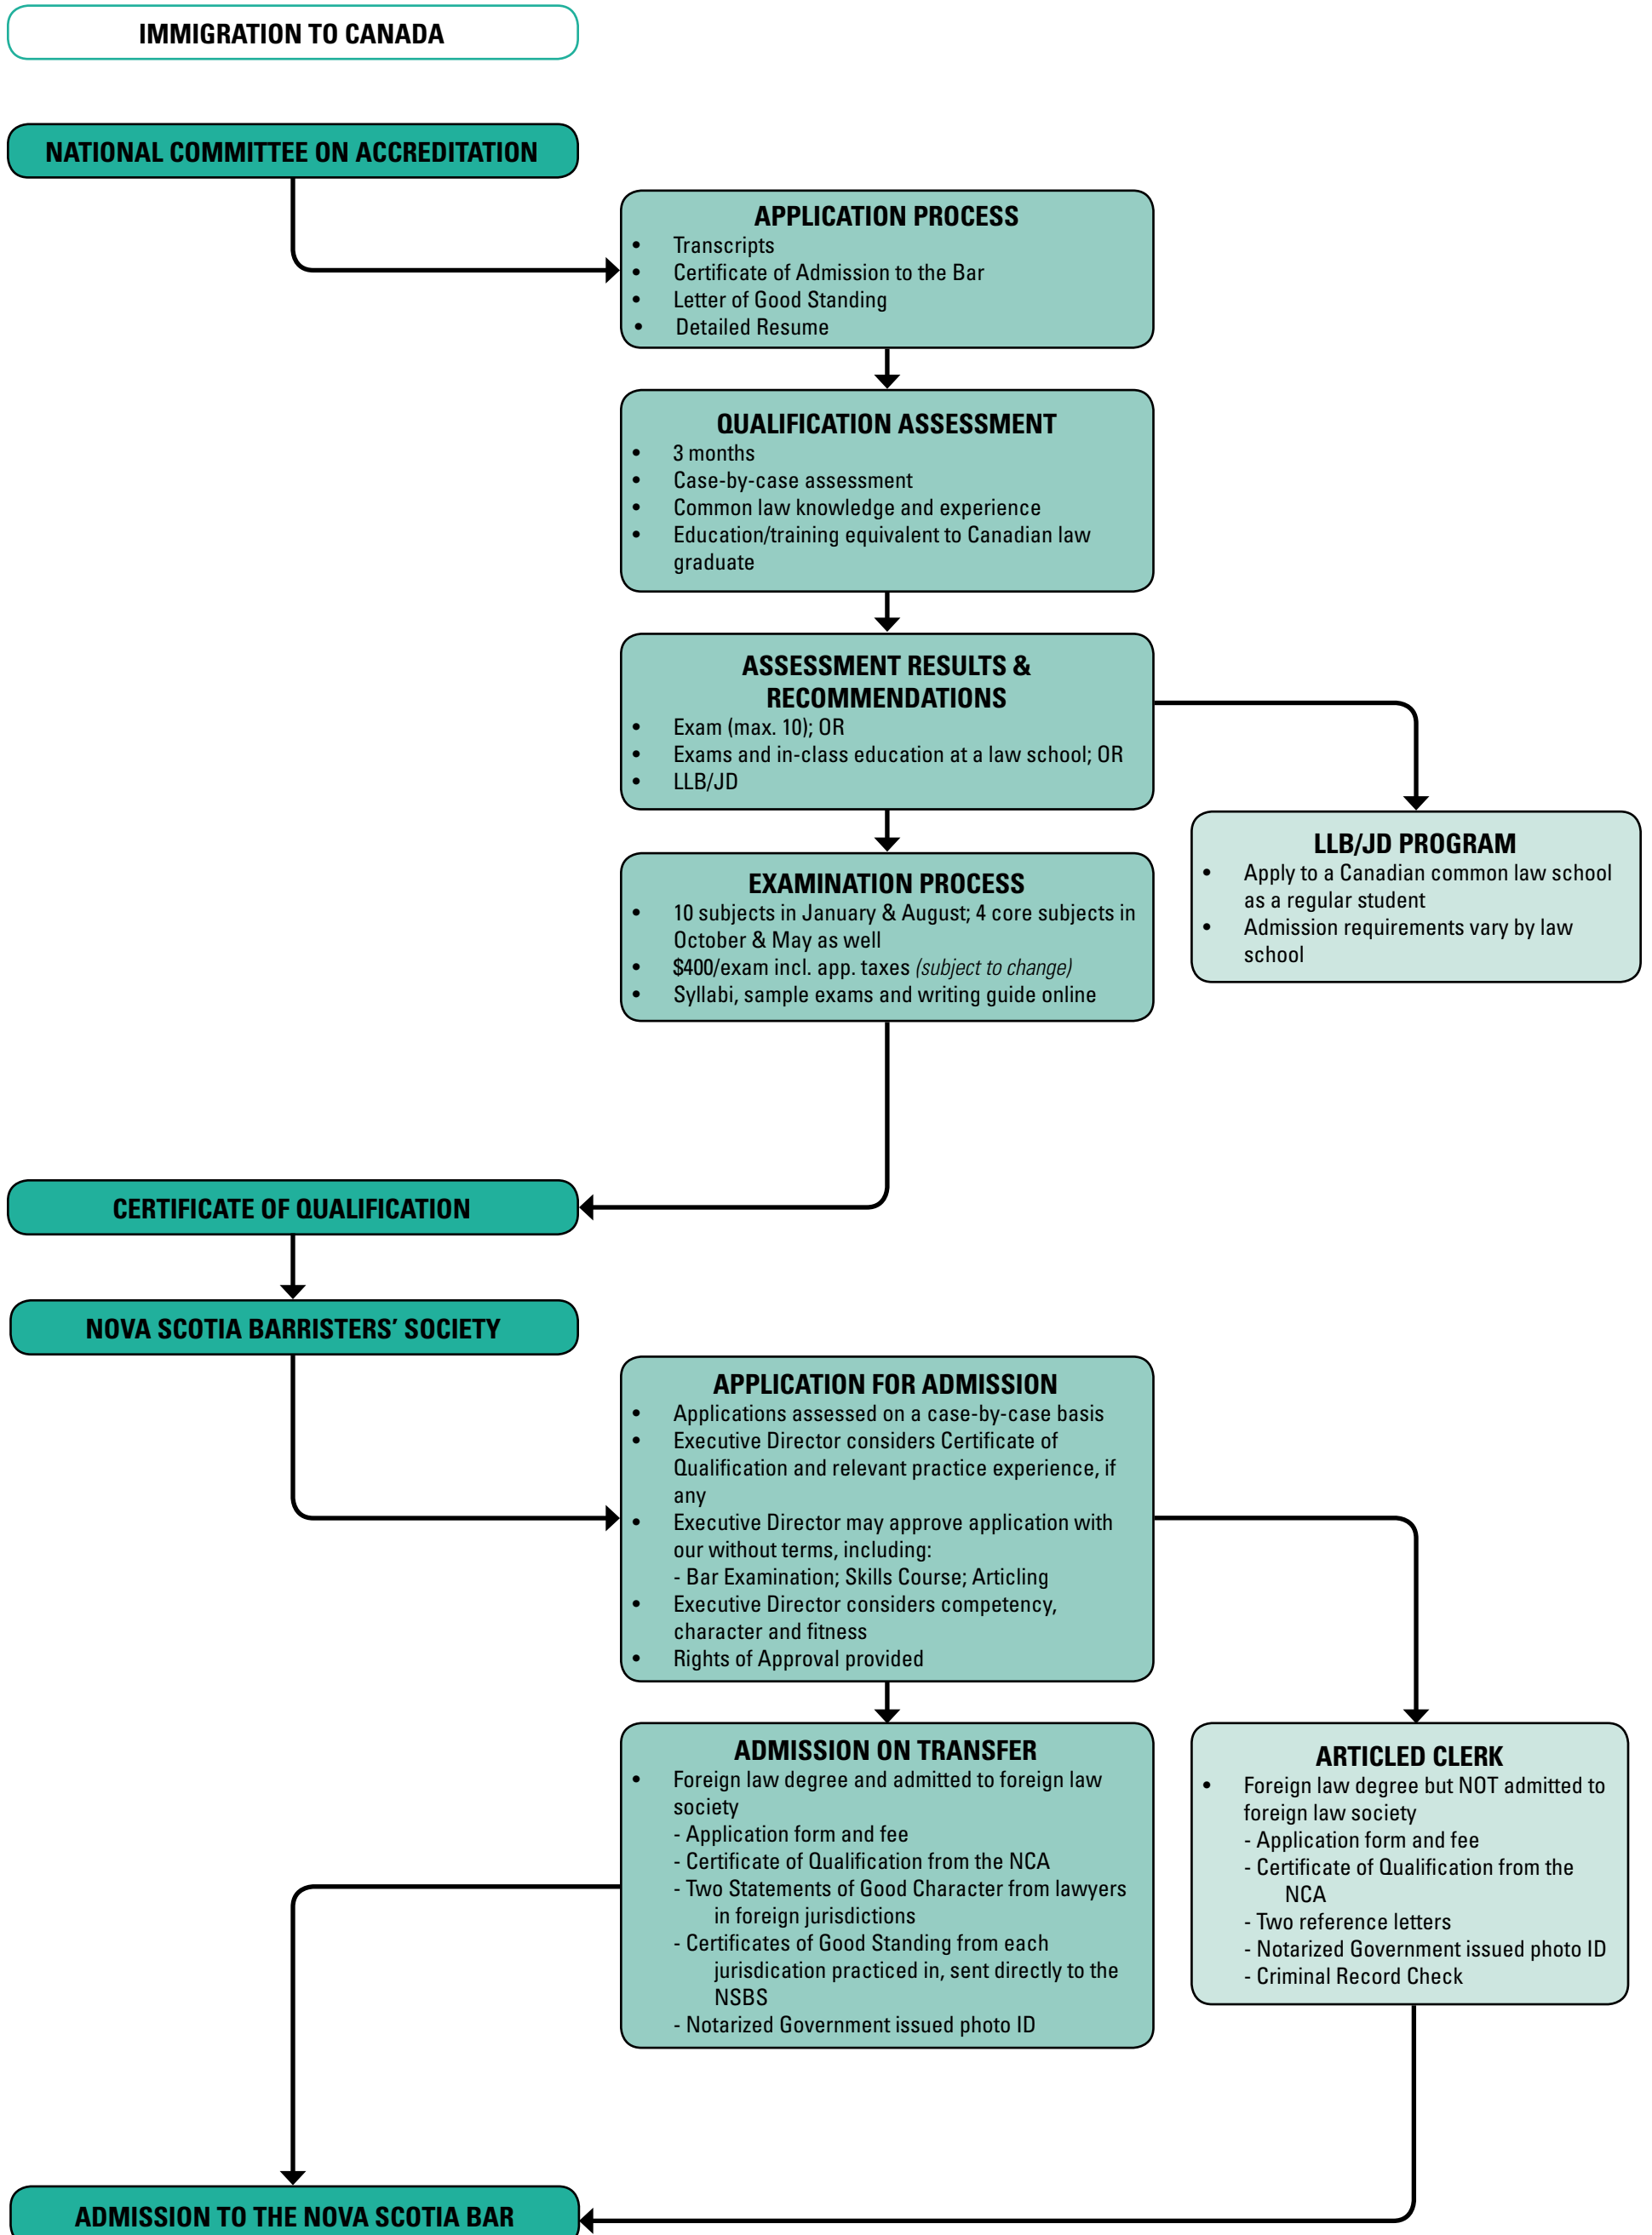 IMMIGRATION TO CANADA
NATIONAL COMMITTEE ON ACCREDITATION
APPLICATION PROCESS
• Transcripts
• Certificate of Admission to the Bar
• Letter of Good Standing
• Detailed Resume
QUALIFICATION ASSESSMENT
• 3 months
• Case-by-case assessment
• Common law knowledge and experience
• Education/training equivalent to Canadian law
graduate
ASSESSMENT RESULTS &
RECOMMENDATIONS
• Exam (max. 10); OR
• Exams and in-class education at a law school; OR
• LLB/JD
LLB/JD PROGRAM
• Apply to a Canadian common law school
as a regular student
• Admission requirements vary by law
school
EXAMINATION PROCESS
• 10 subjects in January & August; 4 core subjects in
October & May as well
• $400/exam incl. app. taxes (subject to change)
• Syllabi, sample exams and writing guide online
CERTIFICATE OF QUALIFICATION
NOVA SCOTIA BARRISTERS’ SOCIETY
APPLICATION FOR ADMISSION
• Applications assessed on a case-by-case basis
• Executive Director considers Certificate of
Qualification and relevant practice experience, if
any
• Executive Director may approve application with
our without terms, including:
- Bar Examination; Skills Course; Articling
• Executive Director considers competency,
character and fitness
• Rights of Approval provided
ADMISSION ON TRANSFER
• Foreign law degree and admitted to foreign law
society
- Application form and fee
- Certificate of Qualification from the NCA
- Two Statements of Good Character from lawyers
in foreign jurisdictions
- Certificates of Good Standing from each
jurisdication practiced in, sent directly to the
NSBS
- Notarized Government issued photo ID
ARTICLED CLERK
• Foreign law degree but NOT admitted to
foreign law society
- Application form and fee
- Certificate of Qualification from the
NCA
- Two reference letters
- Notarized Government issued photo ID
- Criminal Record Check
ADMISSION TO THE NOVA SCOTIA BAR